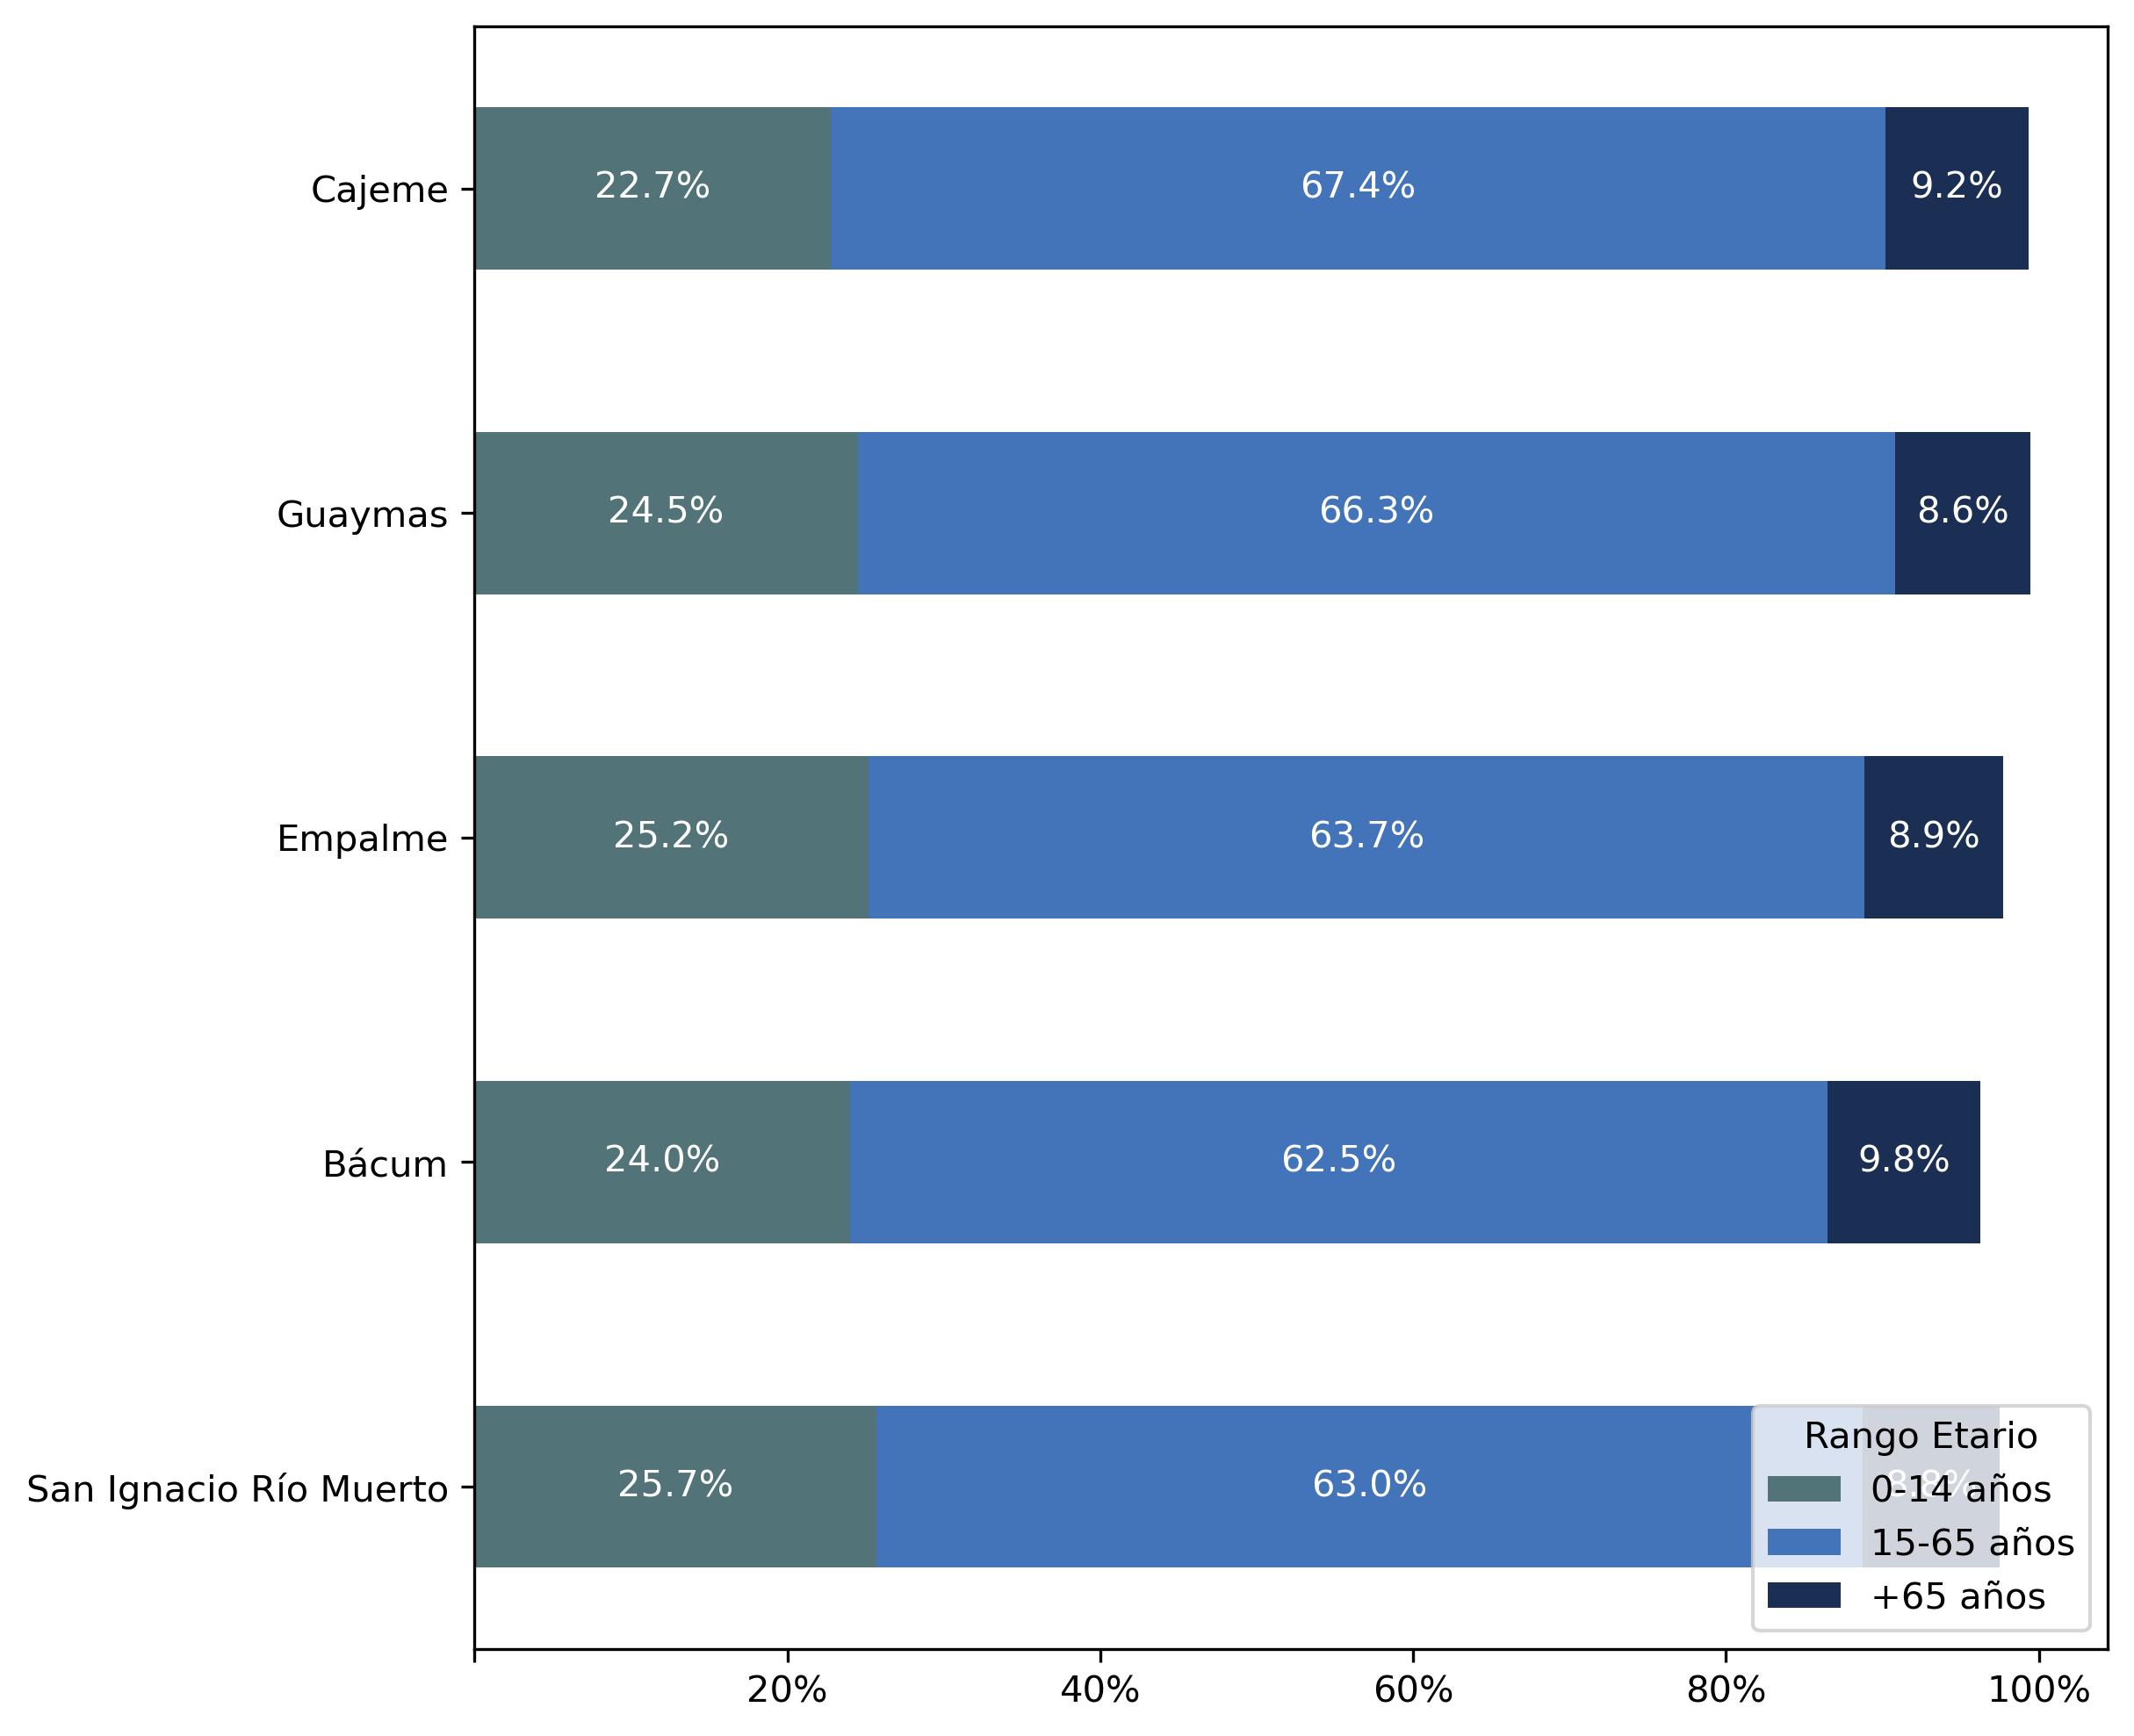 Cajeme 22.7% 67.4% 9.2%
Guaymas 24.5% 66.3% 8.6%
Empalme 25.2% 63.7% 8.9%
Bácum 24.0% 62.5% 9.8%
San Ignacio Río Muerto 25.7% 63.0% 8.8%
Rango Etario
0-14 años
15-65 años
+65 años
20% 40% 60% 80% 100%